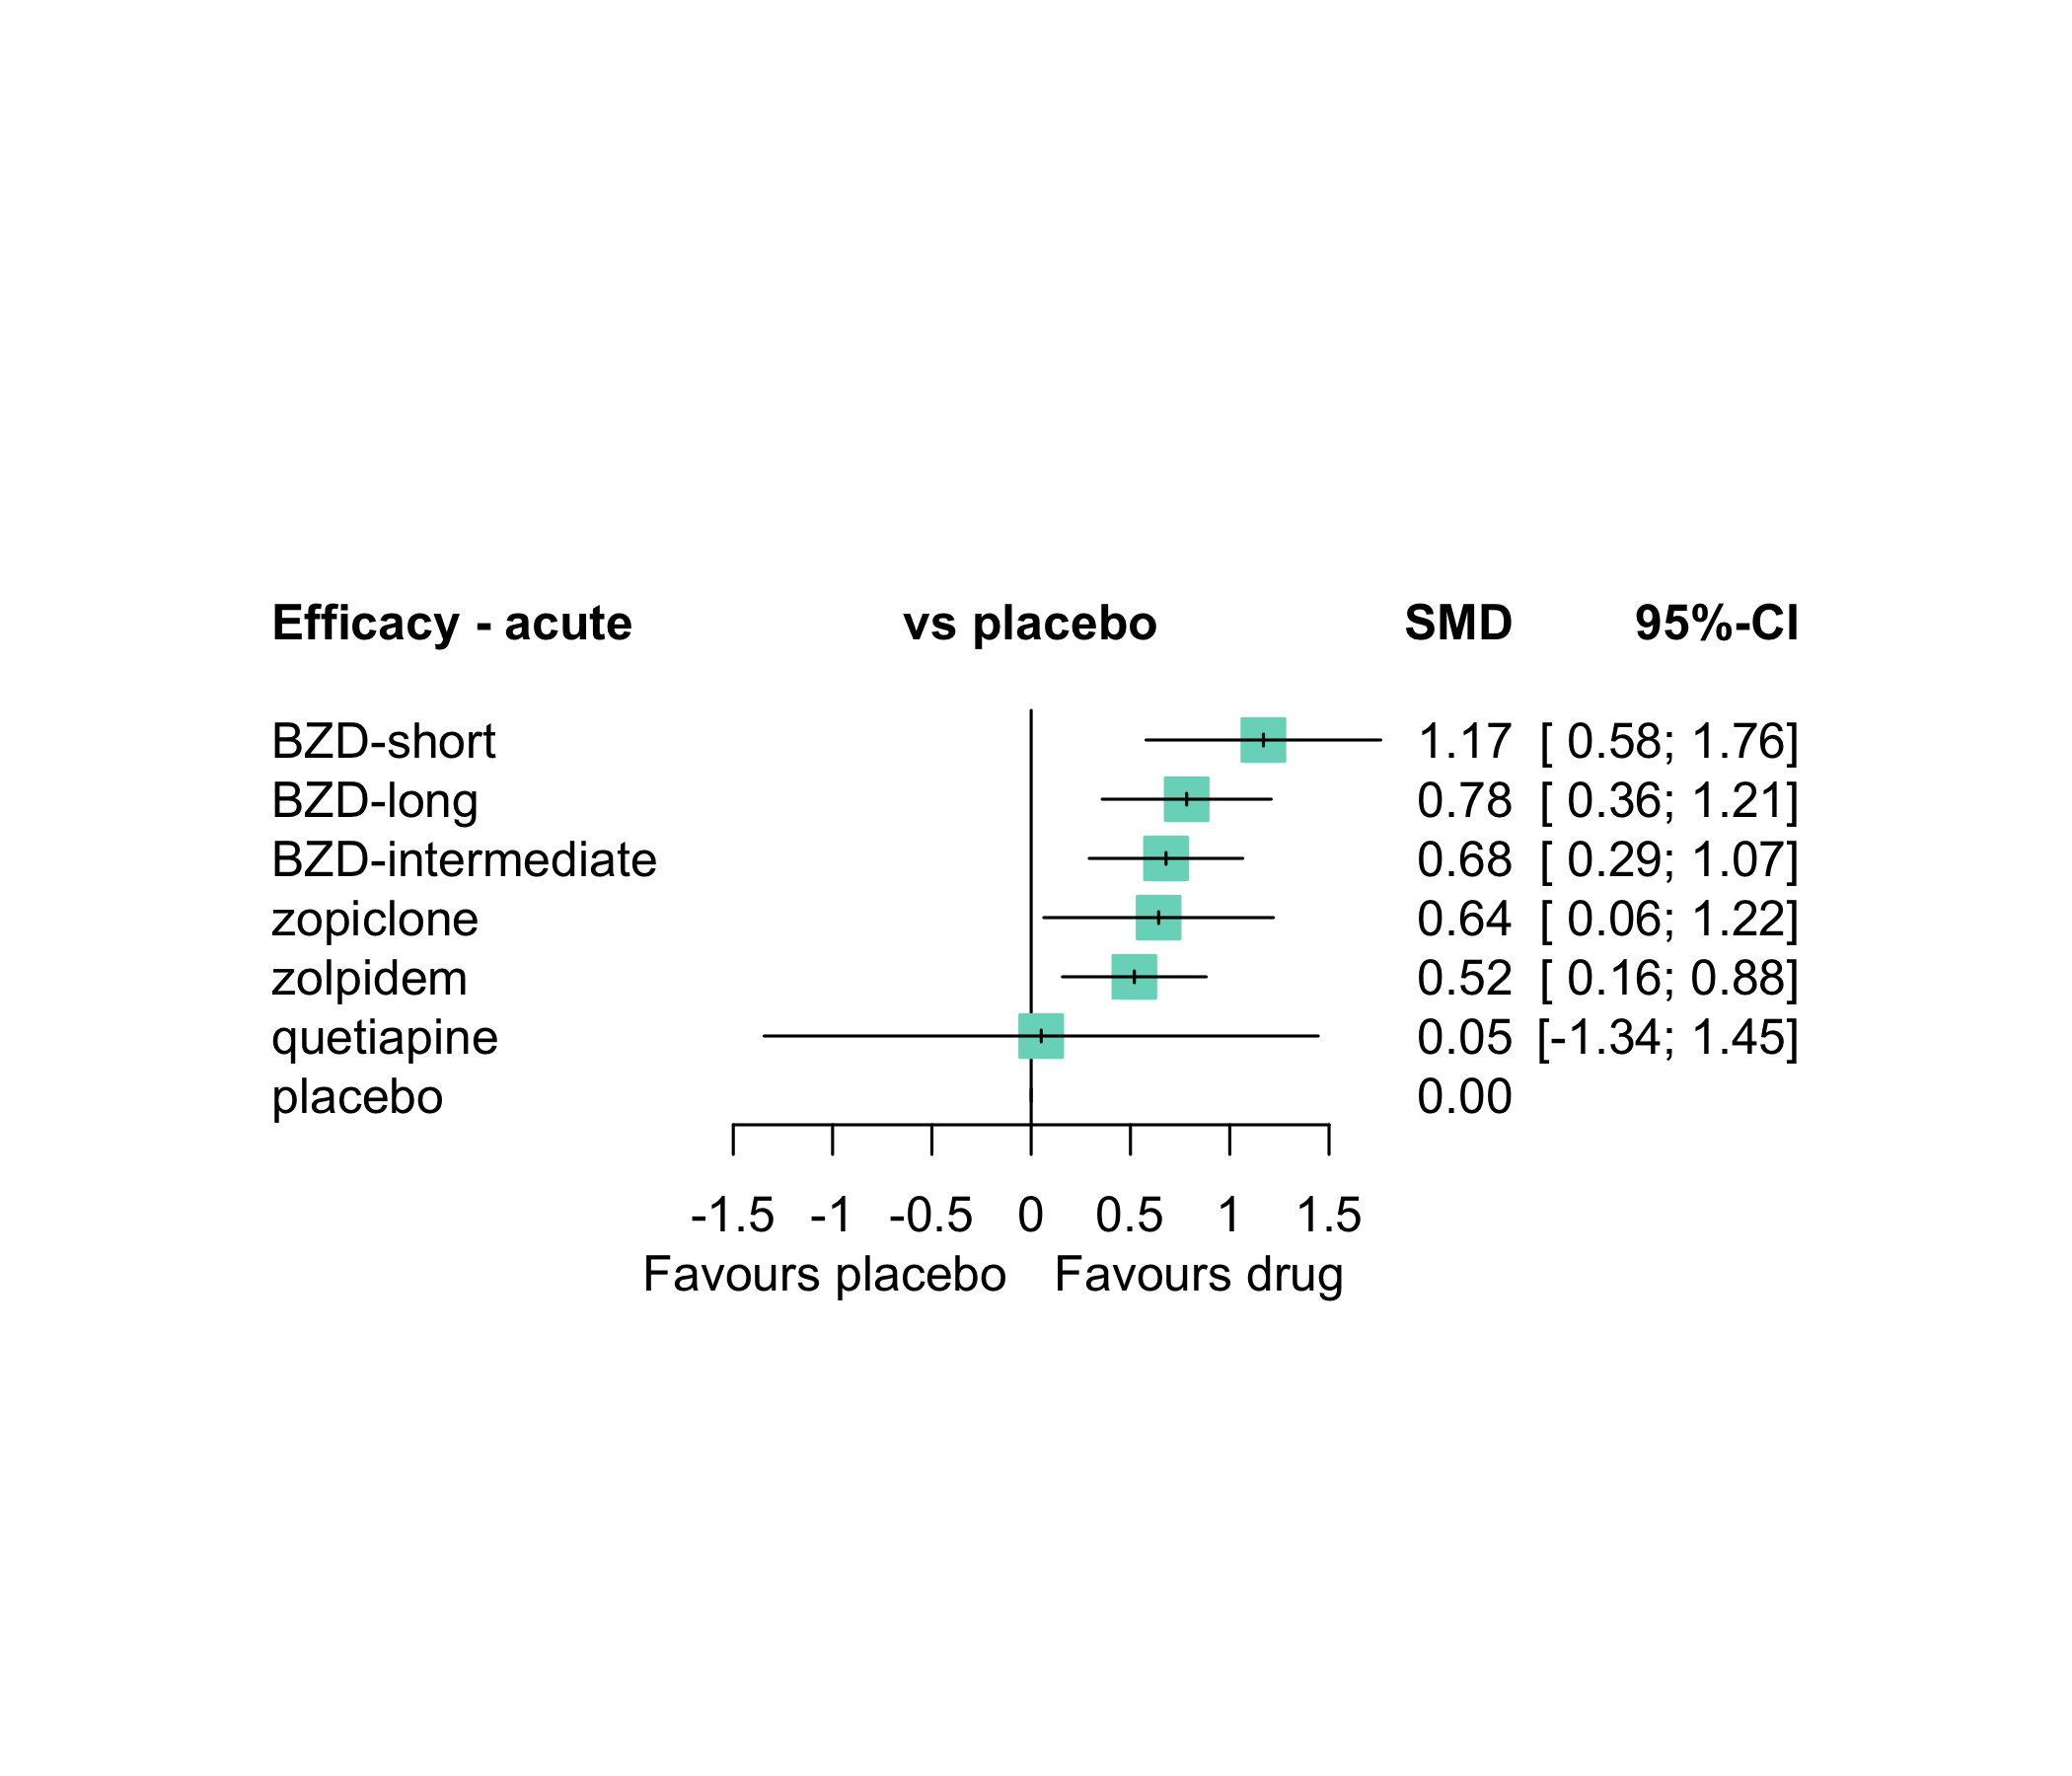 Efficacy - acute vs placebo SMD 95%-CI
BZD-short 1.17 [ 0.58; 1.76]
BZD-long 0.78 [ 0.36; 1.21]
BZD-intermediate 0.68 [ 0.29; 1.07]
zopiclone 0.64 [ 0.06; 1.22]
zolpidem 0.52 [ 0.16; 0.88]
quetiapine 0.05 [-1.34; 1.45]
placebo 0.00
-1.5 -1 -0.5 0 0.5 1 1.5
Favours placebo Favours drug